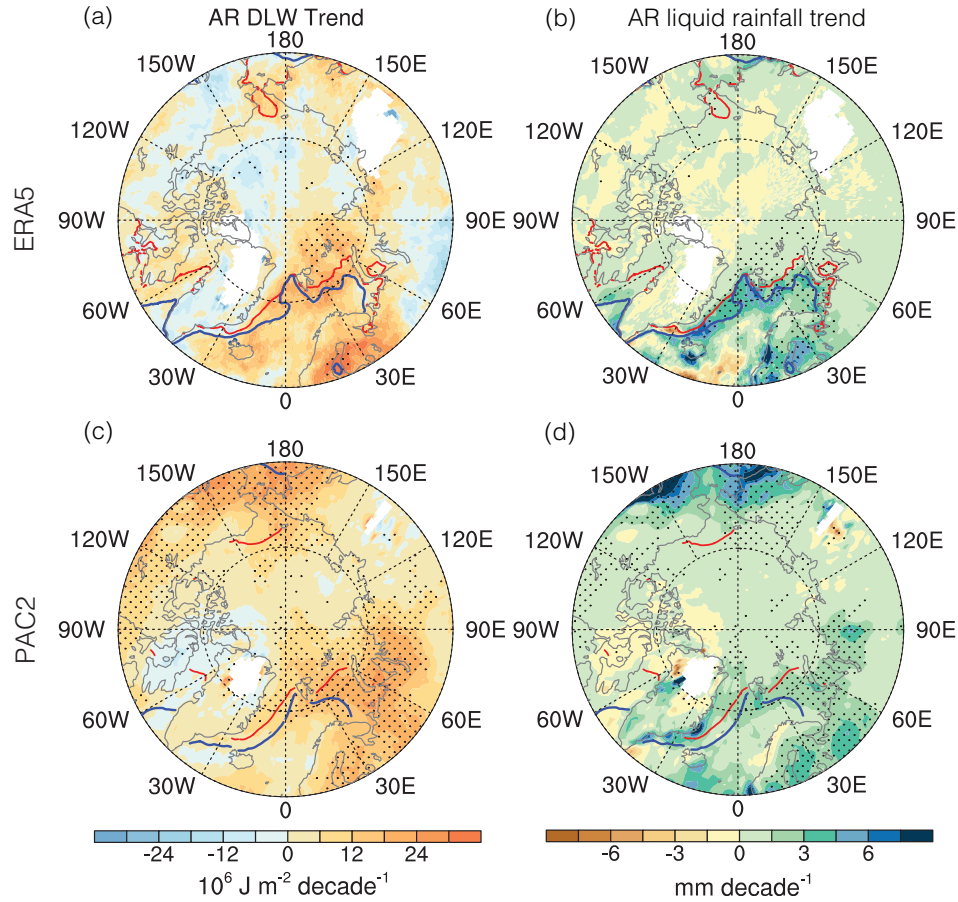 (a) AR DLW Trend
(b) AR liquid rainfall trend
180 180
150W 150E 150W 150E
120W 120E 120W 120E
ERA5
90W 90E 90W 90E
60W 60E 60W 60E
30W 30E 30W 30E
0 0
(c) (d)
180 180
150W 150E 150W 150E
120W 120E 120W 120E
PAC2
90W 90E 90W 90E
60W 60E 60W 60E
30W 30E 30W 30E
0 0
-24 -12 0 12 24
10⁶ J m⁻² decade⁻¹
-6 -3 0 3 6
mm decade⁻¹